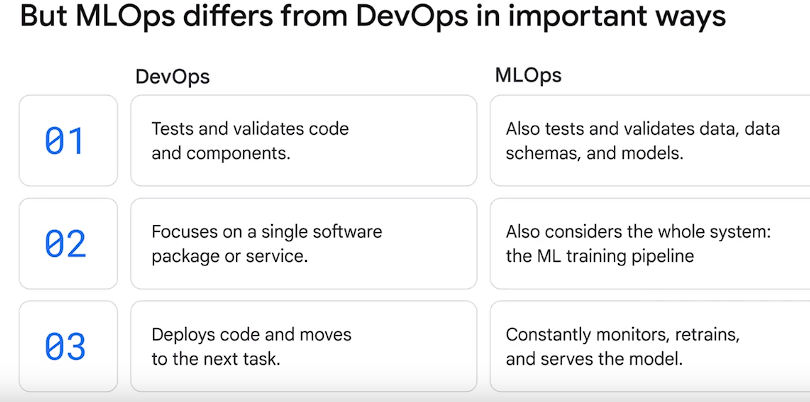 But MLOps differs from DevOps in important ways
DevOps
MLOps
01
Tests and validates code
and components.
Also tests and validates data, data
schemas, and models.
02
Focuses on a single software
package or service.
Also considers the whole system:
the ML training pipeline
03
Deploys code and moves
to the next task.
Constantly monitors, retrains,
and serves the model.